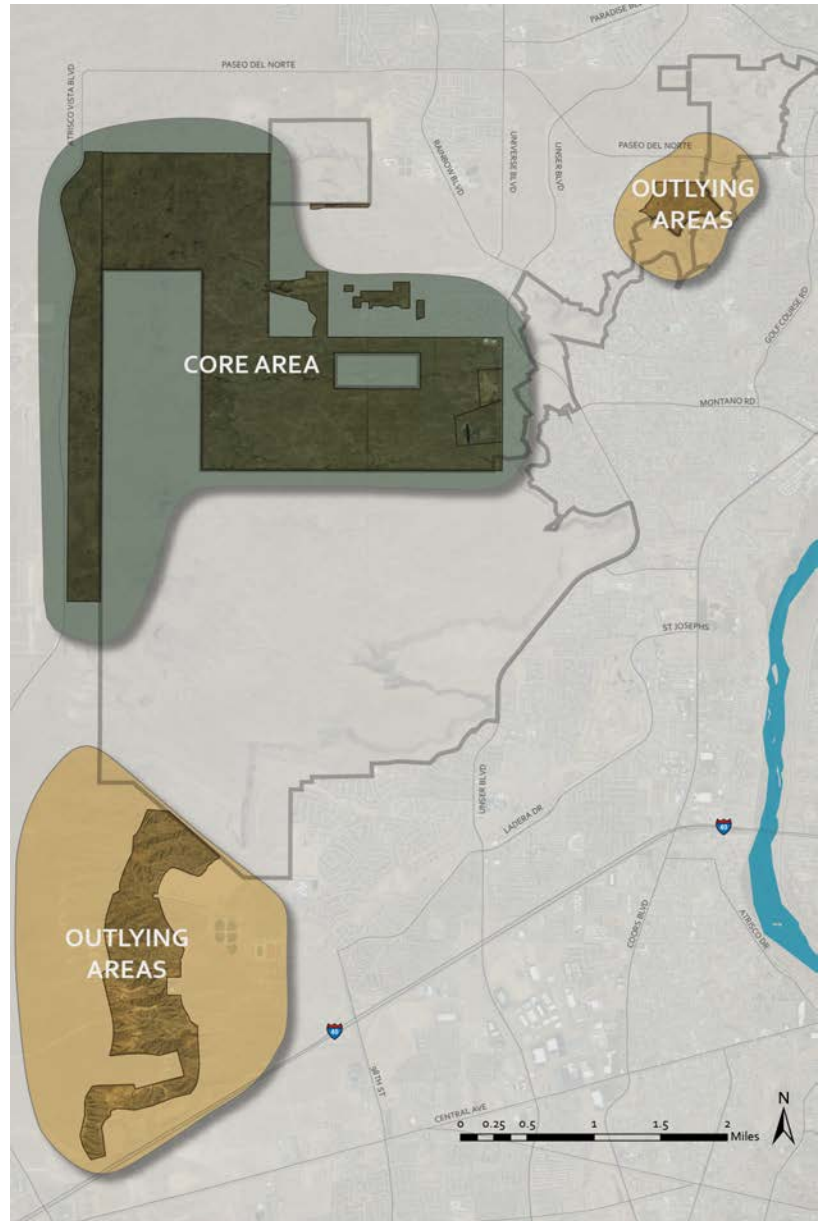 PARADISE BL
PASEO DEL NORTE
ATRISCO VISTA BLVD
RAINBOW BLVD
UNIVERSE BLVD
UNSER BLVD
PASEO DEL NORTE
OUTLYING
AREAS
GOLF COURSE RD
CORE AREA
MONTANO RD
ST JOSEPHS
UNSER BLVD
LADERA DR
40
COORS BLVD
ATRISCO DR
OUTLYING
AREAS
40
98TH ST
CENTRAL AVE
N
0 0.25 0.5 1 1.5 2
Miles